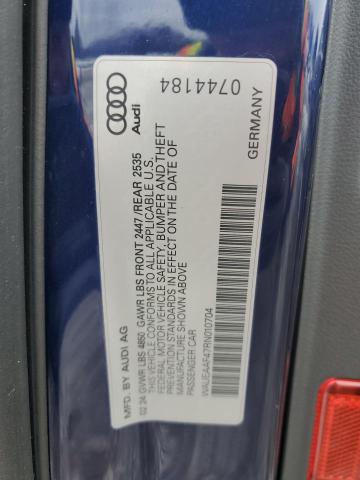 Audi
0744184
MFD. BY AUDI AG
02.24 GVWR LBS 4850 GAWR LBS FRONT 2447/REAR 2535
THIS VEHICLE CONFORMS TO ALL APPLICABLE U.S.
FEDERAL MOTOR VEHICLE SAFETY, BUMPER AND THEFT
PREVENTION STANDARDS IN EFFECT ON THE DATE OF
MANUFACTURE SHOWN ABOVE
PASSENGER CAR
WAUEAAF47RN010704
GERMANY